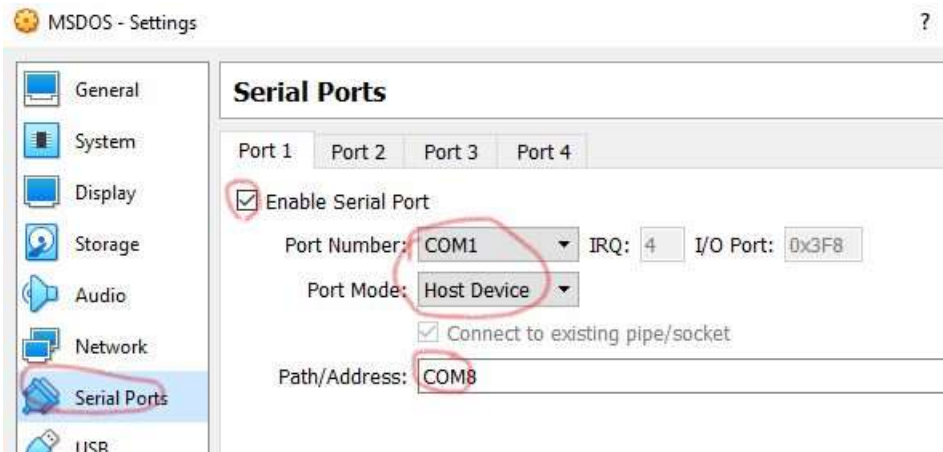 MSDOS - Settings ?
General
System
Display
Storage
Audio
Network
Serial Ports
USB
Serial Ports
Port 1 Port 2 Port 3 Port 4
Enable Serial Port
Port Number: COM1 IRQ: 4 I/O Port: 0x3F8
Port Mode: Host Device
Connect to existing pipe/socket
Path/Address: COM8